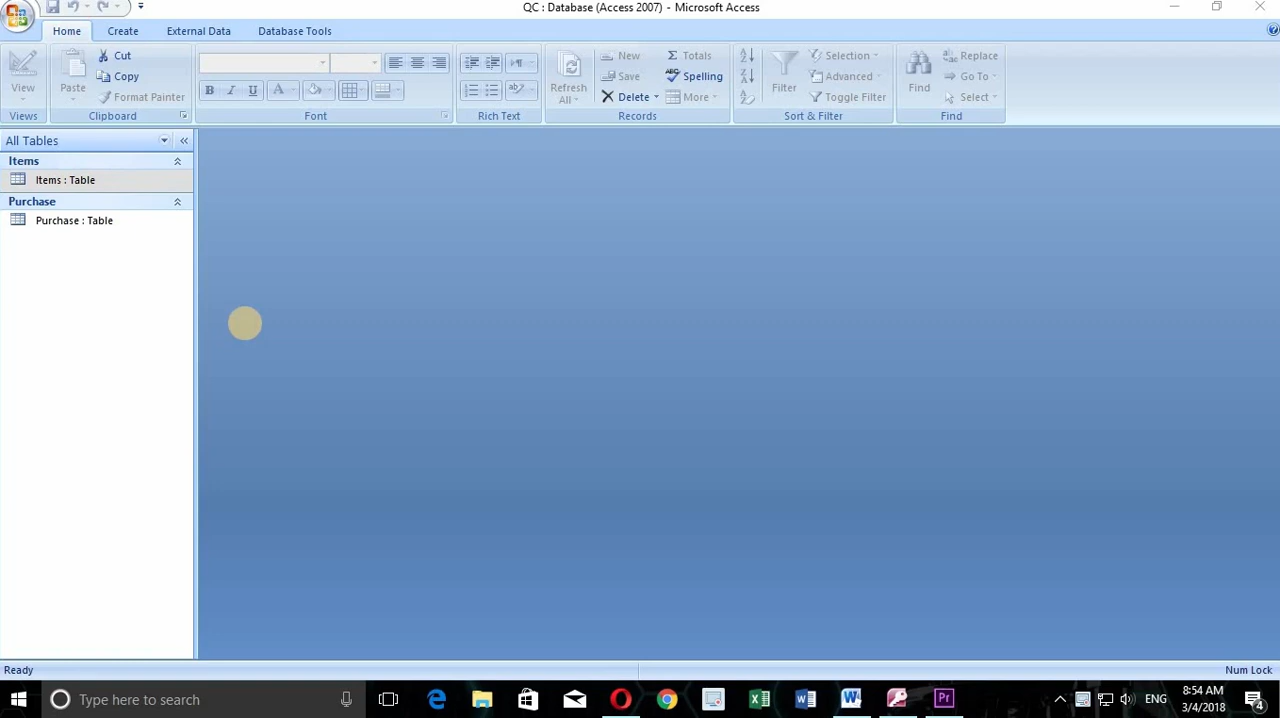 QC : Database (Access 2007) - Microsoft Access
Home Create External Data Database Tools
View
Views
Paste
Cut
Copy
Format Painter
Clipboard
B I U A
Font
Rich Text
Refresh All
New
Save
Delete
Totals
Spelling
More
Records
Filter
Selection
Advanced
Toggle Filter
Sort & Filter
Find
Replace
Go To
Select
Find
All Tables
Items
Items : Table
Purchase
Purchase : Table
Ready
Num Lock
Type here to search
ENG
8:54 AM
3/4/2018
4